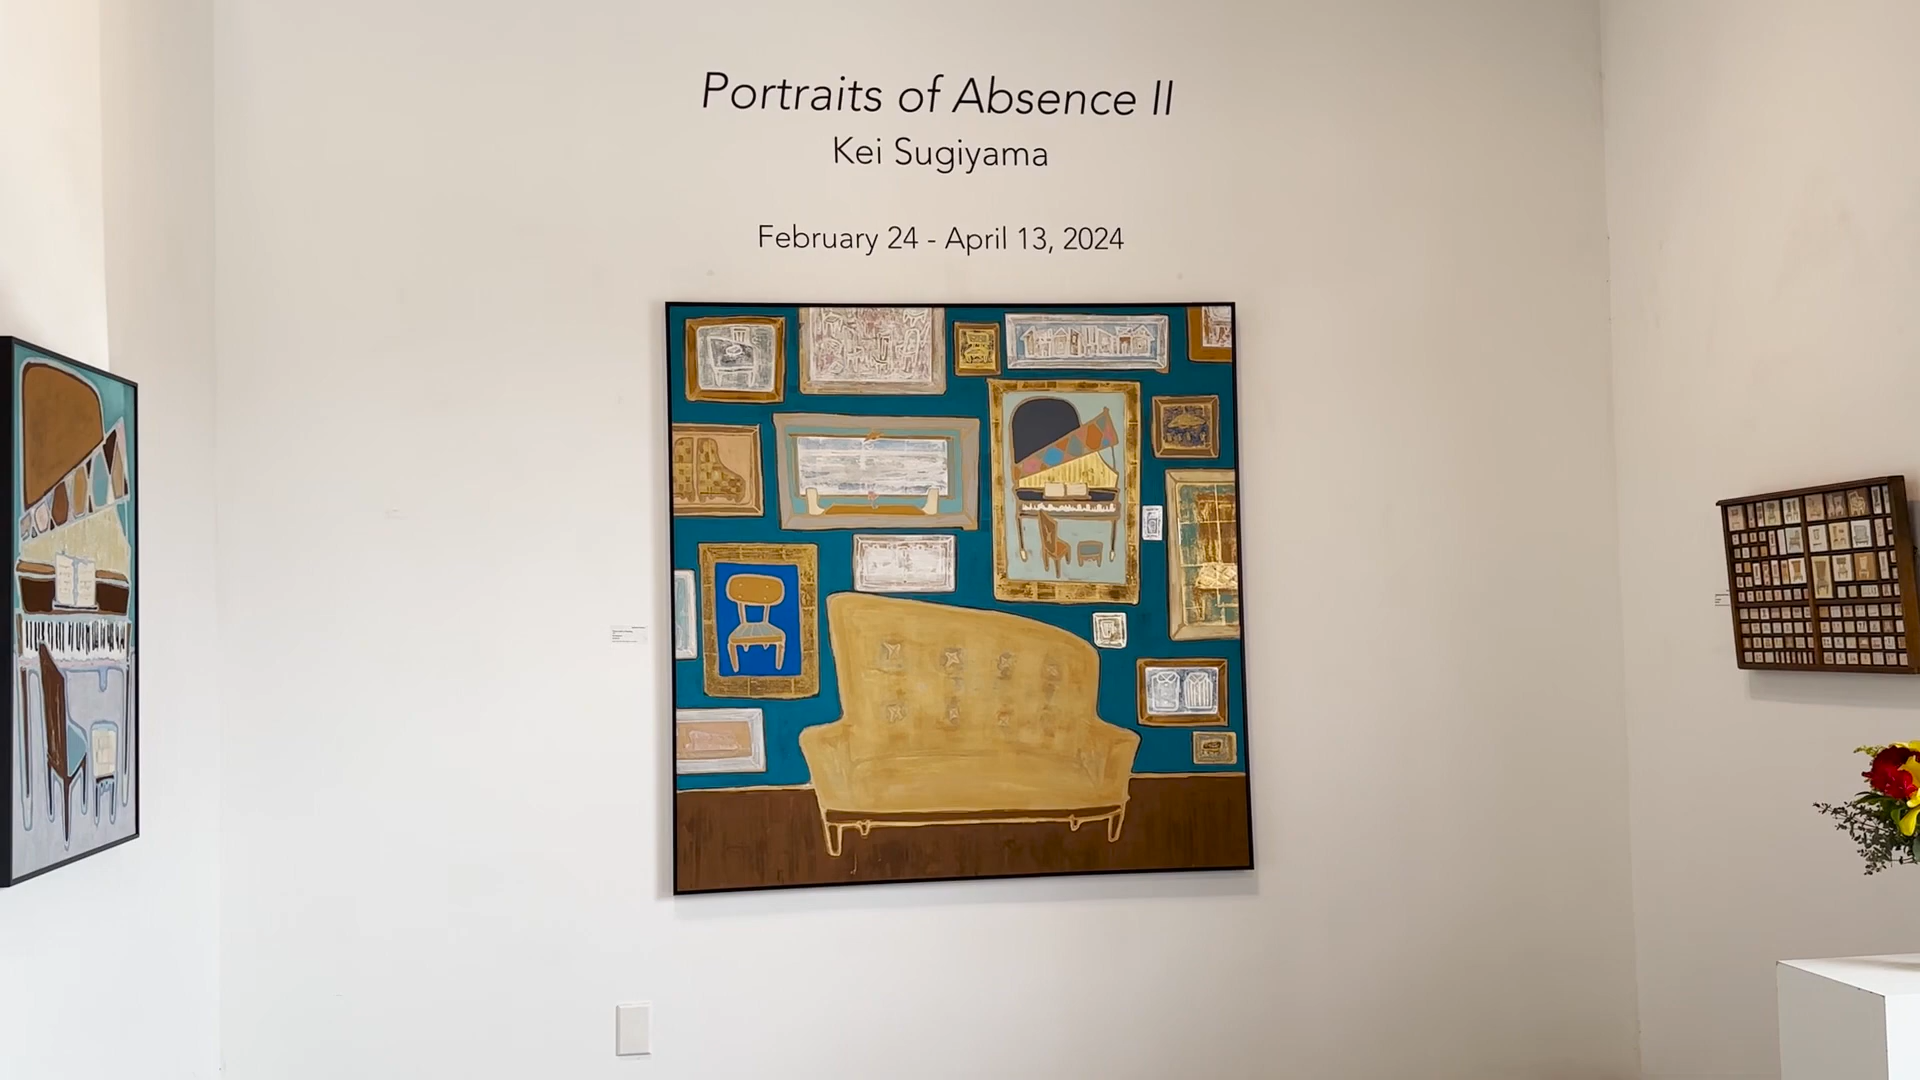 Portraits of Absence II
Kei Sugiyama
February 24 - April 13, 2024